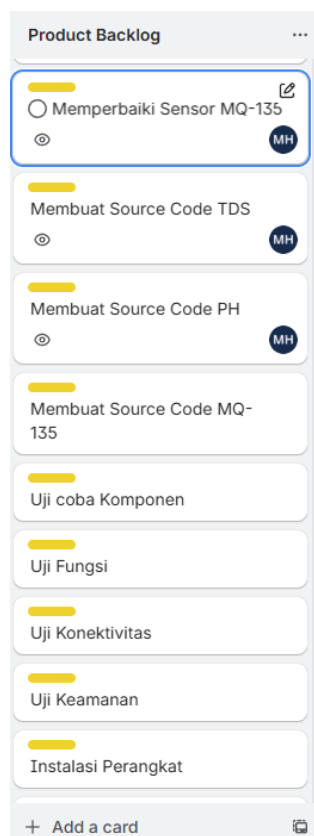 Product Backlog
Memperbaiki Sensor MQ-135
MH
Membuat Source Code TDS
MH
Membuat Source Code PH
MH
Membuat Source Code MQ-
135
Uji coba Komponen
Uji Fungsi
Uji Konektivitas
Uji Keamanan
Instalasi Perangkat
+ Add a card